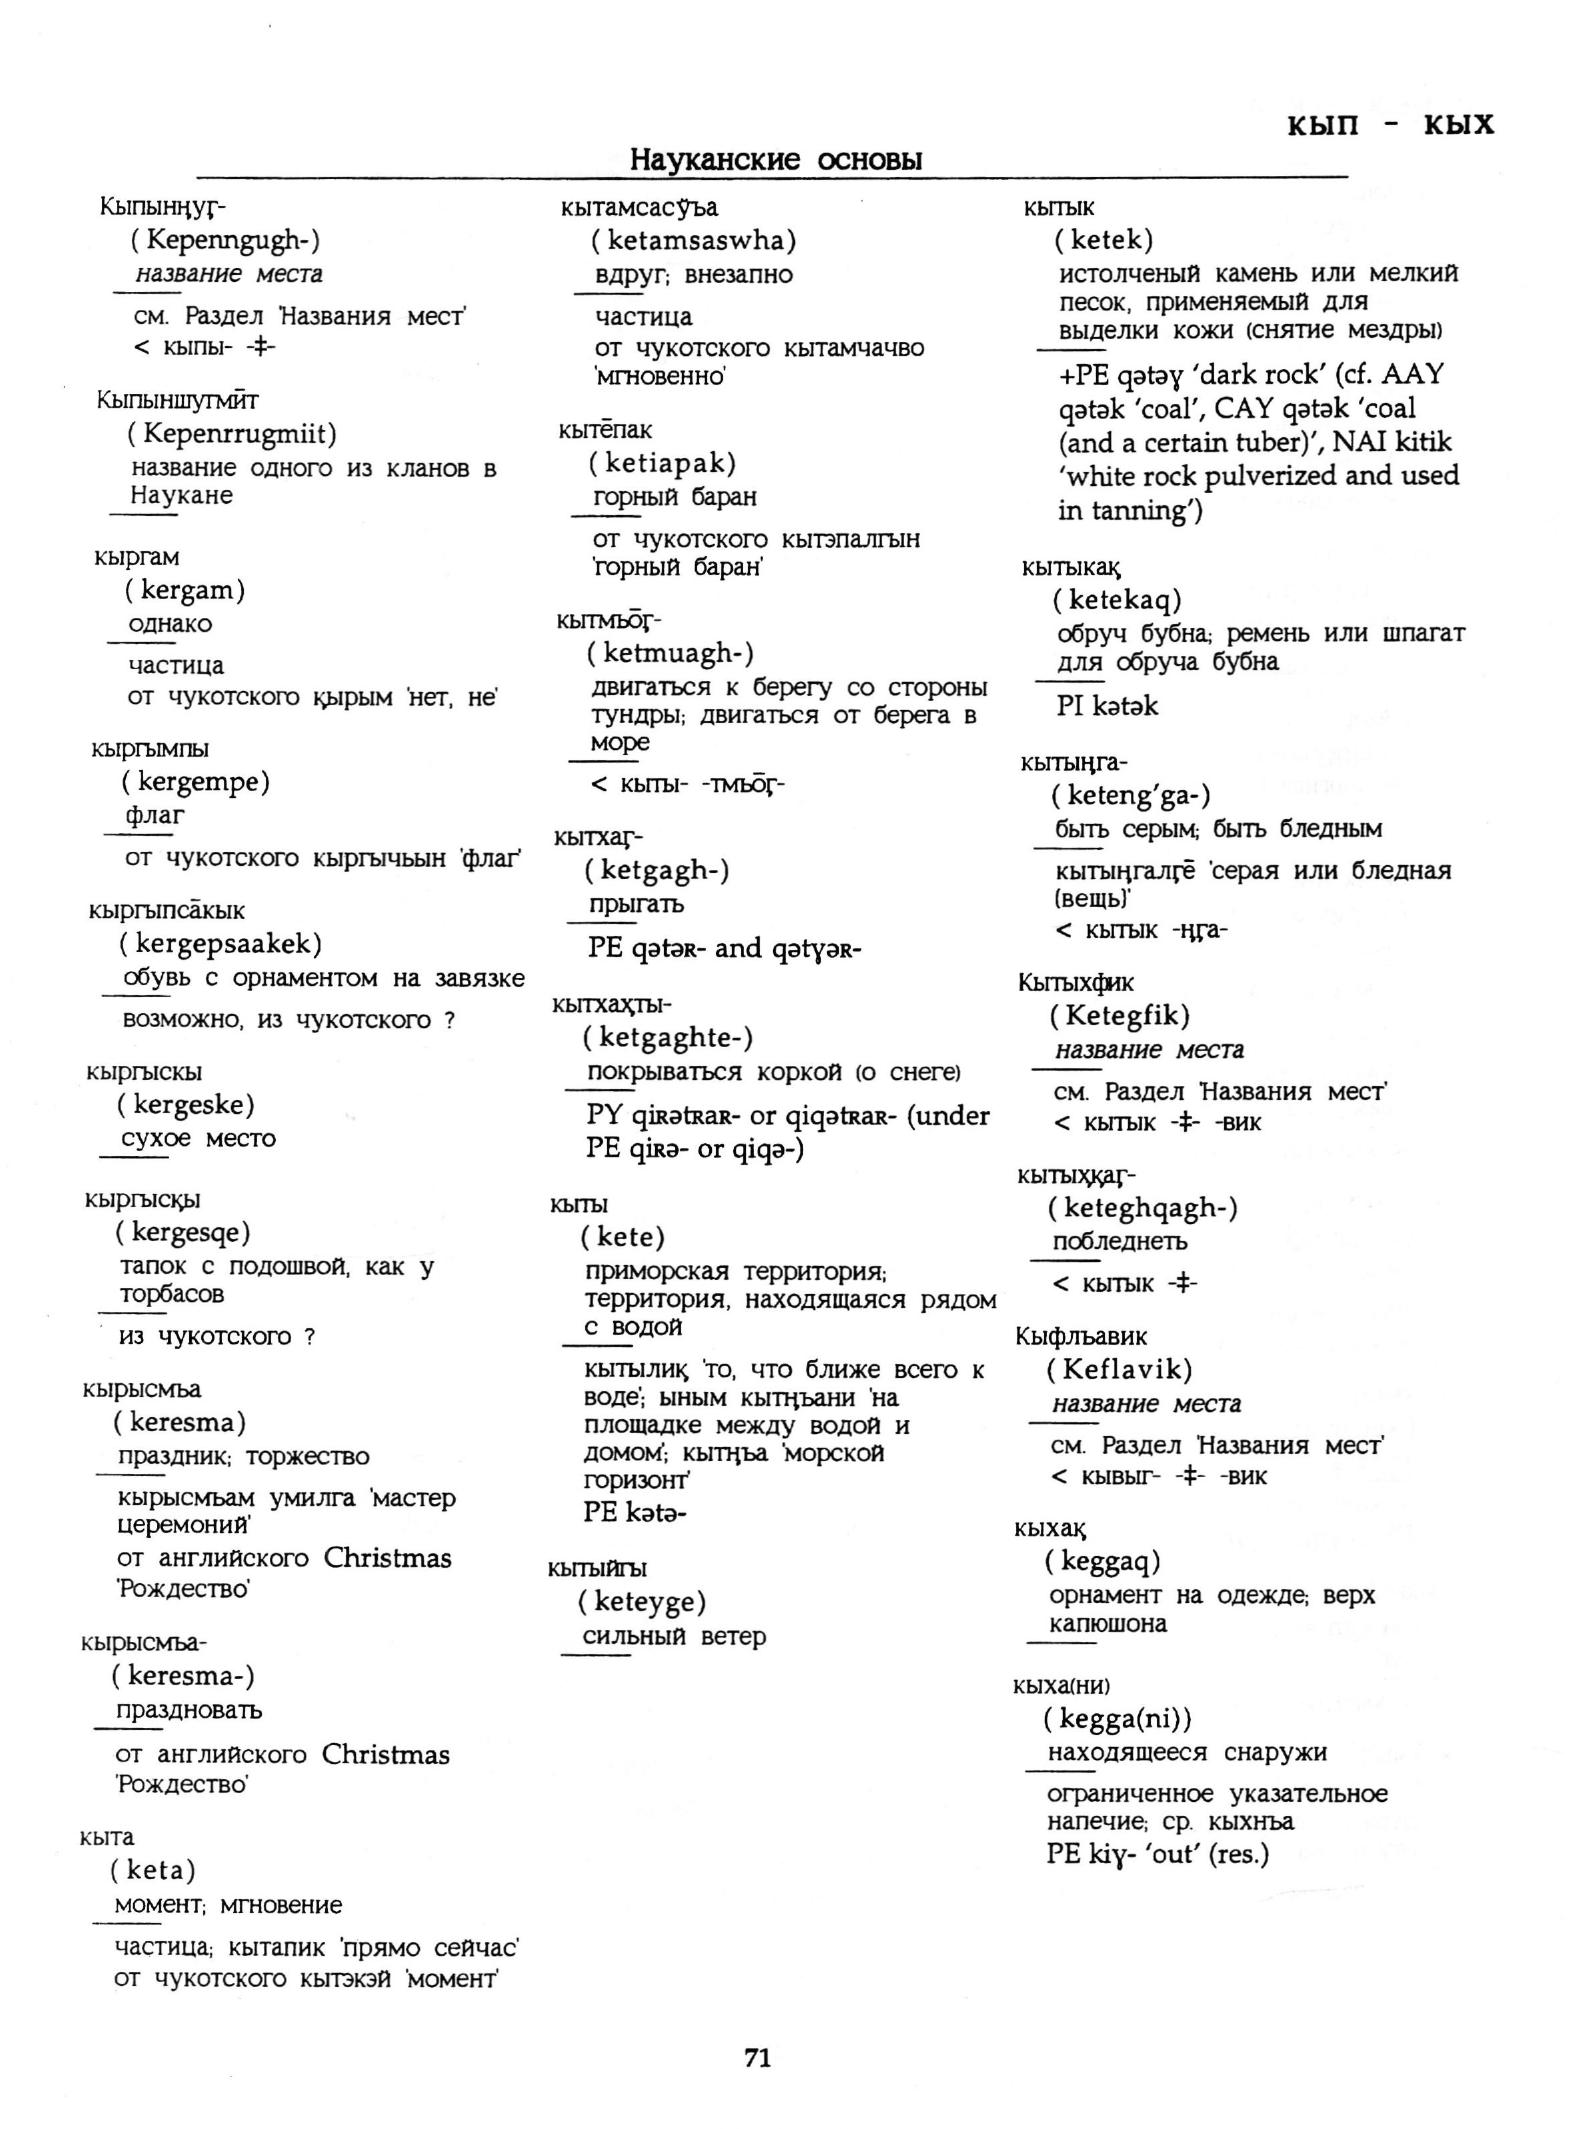 кып - кых
Науканские основы
Кыпынңуӷ-
(Kepenngugh-)
название места
см. Раздел 'Названия мест'
< кыпы- -‡-
Кыпыншугмӣт
(Kepenrrugmiit)
название одного из кланов в
Наукане
кыргам
(kergam)
однако
частица
от чукотского қырым 'нет, не'
кыргымпы
(kergempe)
флаг
от чукотского кыргычьын 'флаг'
кыргыпса̄кык
(kergepsaakek)
обувь с орнаментом на завязке
возможно, из чукотского ?
кыргыскы
(kergeske)
сухое место
кыргысқы
(kergesqe)
тапок с подошвой, как у
торбасов
из чукотского ?
кырысмъа
(keresma)
праздник; торжество
кырысмъам умилга 'мастер
церемоний'
от английского Christmas
'Рождество'
кырысмъа-
(keresma-)
праздновать
от английского Christmas
'Рождество'
кыта
(keta)
момент; мгновение
частица; кытапик 'прямо сейчас'
от чукотского кытэкэй 'момент'
кытамсасӯъа
(ketamsaswha)
вдруг; внезапно
частица
от чукотского кытамчачво
'мгновенно'
кытёпак
(ketiapak)
горный баран
от чукотского кытэпалгын
'горный баран'
кытмьо̄ӷ-
(ketmuagh-)
двигаться к берегу со стороны
тундры; двигаться от берега в
море
< кыты- -тмьо̄ӷ-
кытхаӷ-
(ketgagh-)
прыгать
PE qətəʀ- and qətɣəʀ-
кытхаҳты-
(ketgaghte-)
покрываться коркой (о снеге)
PY qiʀətʀaʀ- or qiqətʀaʀ- (under
PE qiʀə- or qiqə-)
кыты
(kete)
приморская территория;
территория, находящаяся рядом
с водой
кытылиқ 'то, что ближе всего к
воде'; ыным кытңъани 'на
площадке между водой и
домом'; кытңъа 'морской
горизонт'
PE kətə-
кытыйгы
(keteyge)
сильный ветер
кытык
(ketek)
истолченый камень или мелкий
песок, применяемый для
выделки кожи (снятие мездры)
+PE qətəɣ 'dark rock' (cf. AAY
qətək 'coal', CAY qətək 'coal
(and a certain tuber)', NAI kitik
'white rock pulverized and used
in tanning')
кытыкақ
(ketekaq)
обруч бубна; ремень или шпагат
для обруча бубна
PI kətək
кытыңга-
(keteng'ga-)
быть серым; быть бледным
кытыңгалӷе̄ 'серая или бледная
(вещь)'
< кытык -ңӷа-
Кытыхфик
(Ketegfik)
название места
см. Раздел 'Названия мест'
< кытык -‡- -вик
кытыҳқаӷ-
(keteghqagh-)
побледнеть
< кытык -‡-
Кыфлъавик
(Keflavik)
название места
см. Раздел 'Названия мест'
< кывыг- -‡- -вик
кыхақ
(keggaq)
орнамент на одежде; верх
капюшона
кыха(ни)
(kegga(ni))
находящееся снаружи
ограниченное указательное
напечие; ср. кыхнъа
PE kiɣ- 'out' (res.)
71